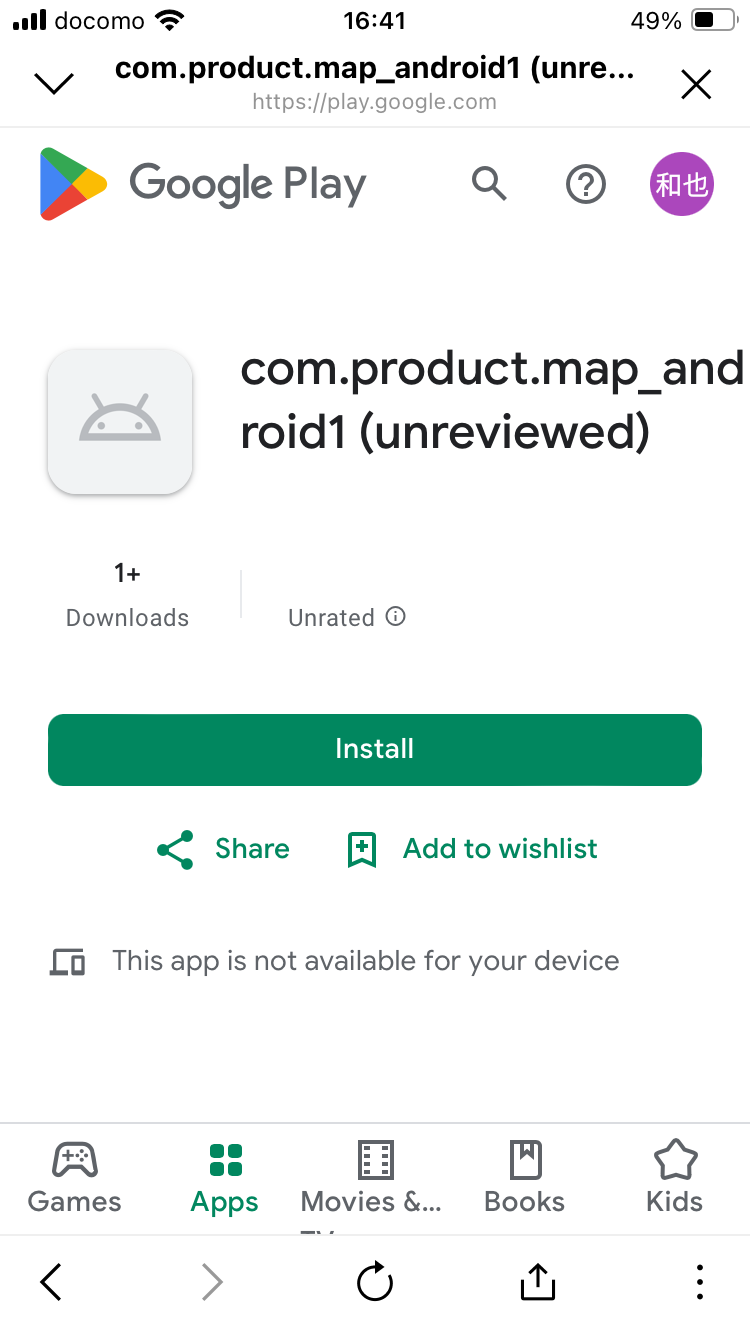 docomo 16:41 49%
com.product.map_android1 (unre...
https://play.google.com
Google Play
和也
com.product.map_and
roid1 (unreviewed)
1+
Downloads
Unrated
Install
Share
Add to wishlist
This app is not available for your device
Games
Apps
Movies &...
Books
Kids